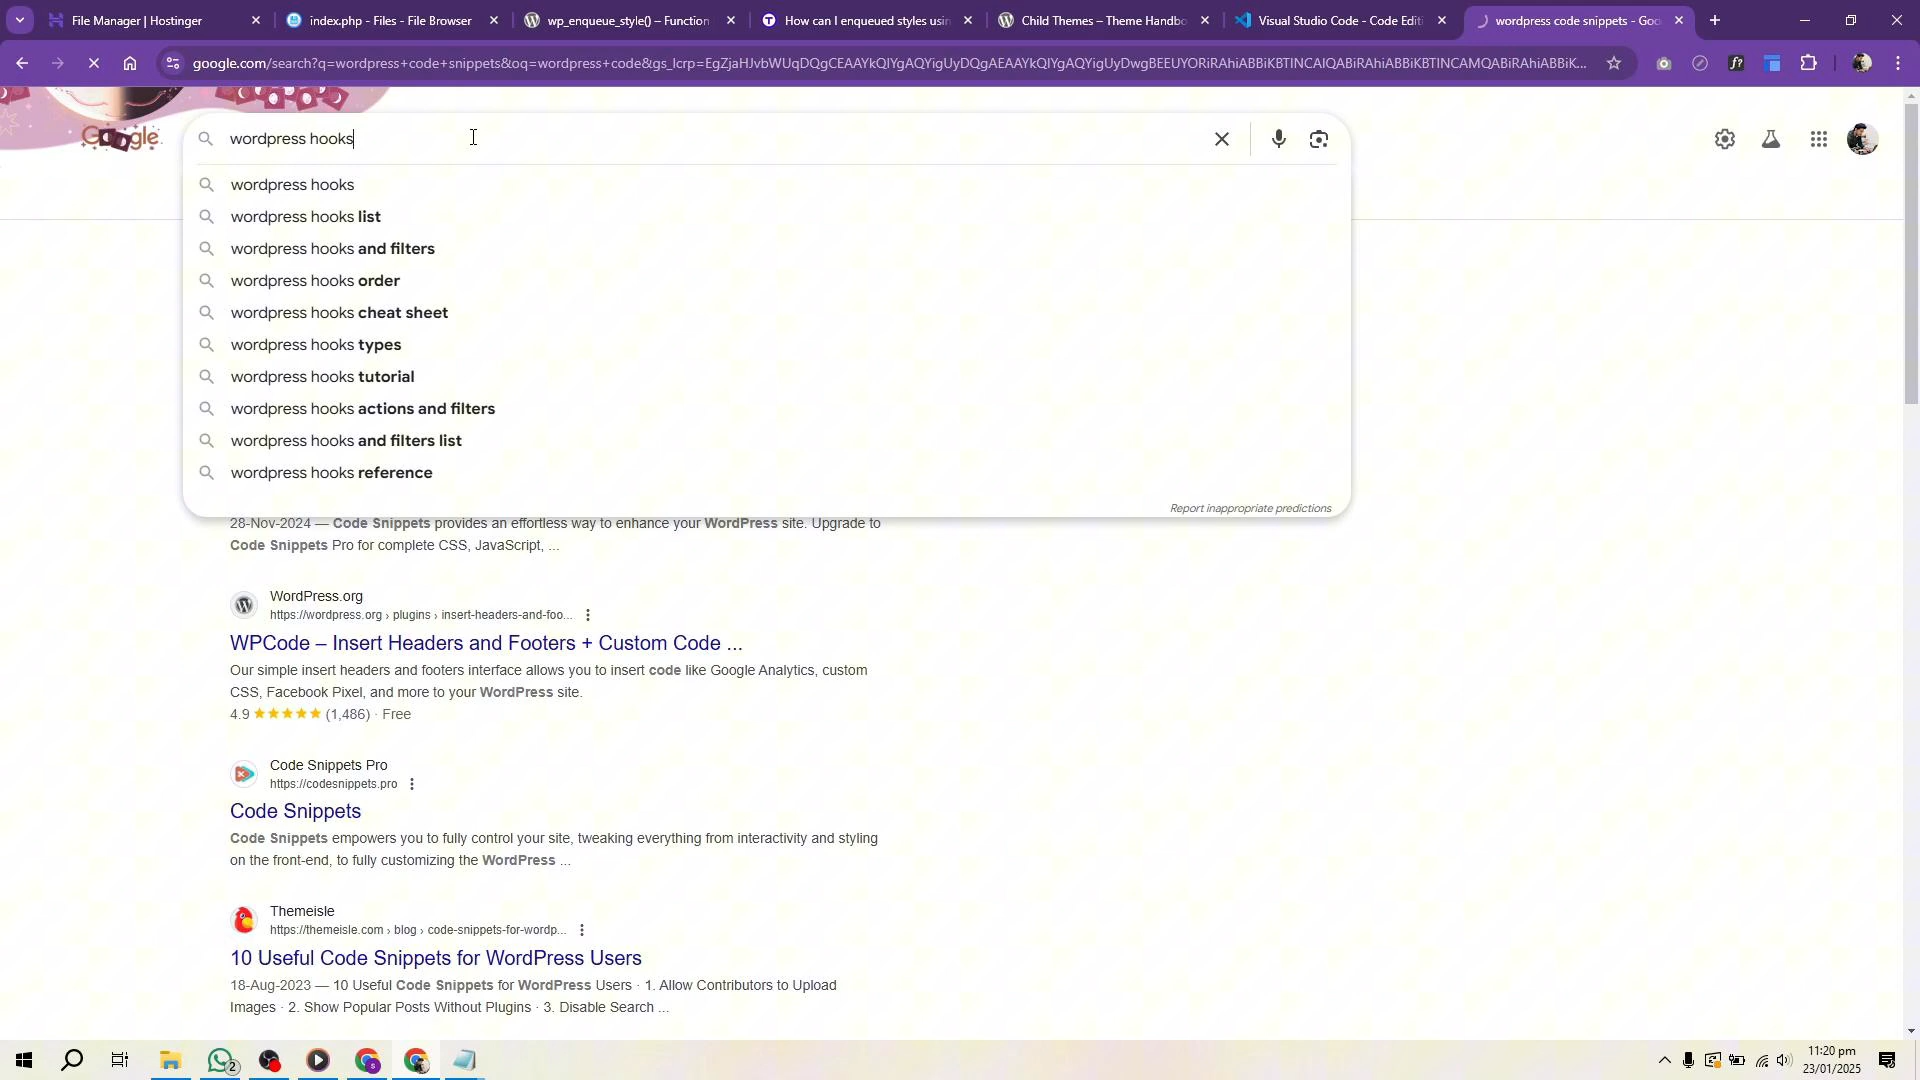 File Manager | Hostinger
index.php - Files - File Browser
wp_enqueue_style() – Function
How can I enqueued styles usin
Child Themes – Theme Handbo
Visual Studio Code - Code Edit
wordpress code snippets - Goo
google.com/search?q=wordpress+code+snippets&oq=wordpress+code&gs_lcrp=EgZjaHJvbWUqDQgCEAAYkQIYgAQYigUyDQgAEAAYkQIYgAQYigUyDwgBEEUYORiRAhiABBiKBTINCAIQABiRAhiABBiKBTINCAMQABiRAhiABBiK...
Google
wordpress hooks
wordpress hooks
wordpress hooks list
wordpress hooks and filters
wordpress hooks order
wordpress hooks cheat sheet
wordpress hooks types
wordpress hooks tutorial
wordpress hooks actions and filters
wordpress hooks and filters list
wordpress hooks reference
Report inappropriate predictions
28-Nov-2024 — Code Snippets provides an effortless way to enhance your WordPress site. Upgrade to
Code Snippets Pro for complete CSS, JavaScript, ...
WordPress.org
https://wordpress.org › plugins › insert-headers-and-foo...
WPCode – Insert Headers and Footers + Custom Code ...
Our simple insert headers and footers interface allows you to insert code like Google Analytics, custom
CSS, Facebook Pixel, and more to your WordPress site.
4.9 (1,486) · Free
Code Snippets Pro
https://codesnippets.pro
Code Snippets
Code Snippets empowers you to fully control your site, tweaking everything from interactivity and styling
on the front-end, to fully customizing the WordPress ...
Themeisle
https://themeisle.com › blog › code-snippets-for-wordp...
10 Useful Code Snippets for WordPress Users
18-Aug-2023 — 10 Useful Code Snippets for WordPress Users · 1. Allow Contributors to Upload
Images · 2. Show Popular Posts Without Plugins · 3. Disable Search ...
2
11:20 pm
23/01/2025